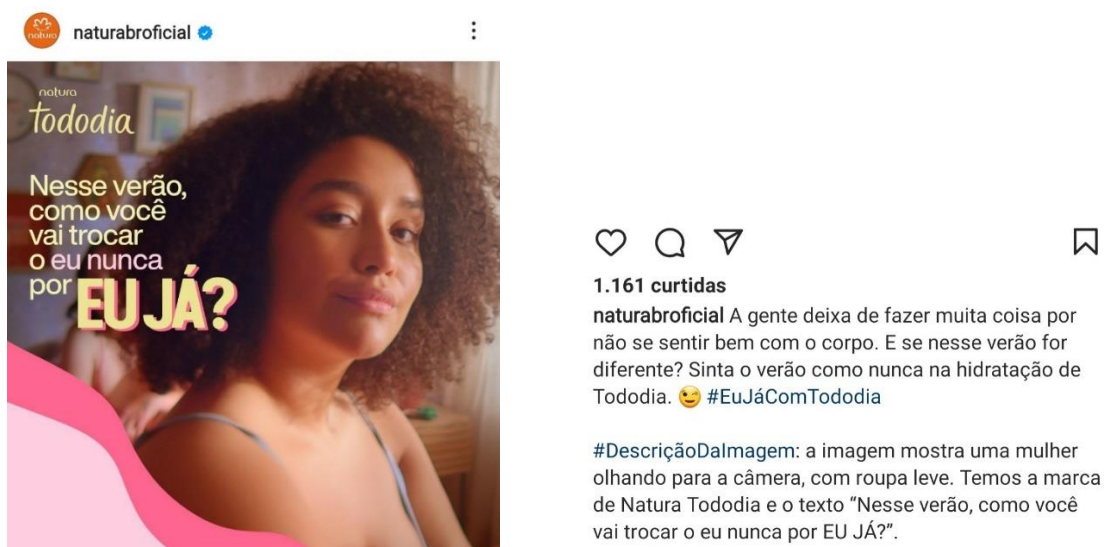 natura
naturabroficial
natura
tododia
Nesse verão,
como você
vai trocar
o eu nunca
por EU JÁ?
1.161 curtidas
naturabroficial A gente deixa de fazer muita coisa por
não se sentir bem com o corpo. E se nesse verão for
diferente? Sinta o verão como nunca na hidratação de
Tododia. 😉 #EuJáComTododia
#DescriçãoDaImagem: a imagem mostra uma mulher
olhando para a câmera, com roupa leve. Temos a marca
de Natura Tododia e o texto “Nesse verão, como você
vai trocar o eu nunca por EU JÁ?”.